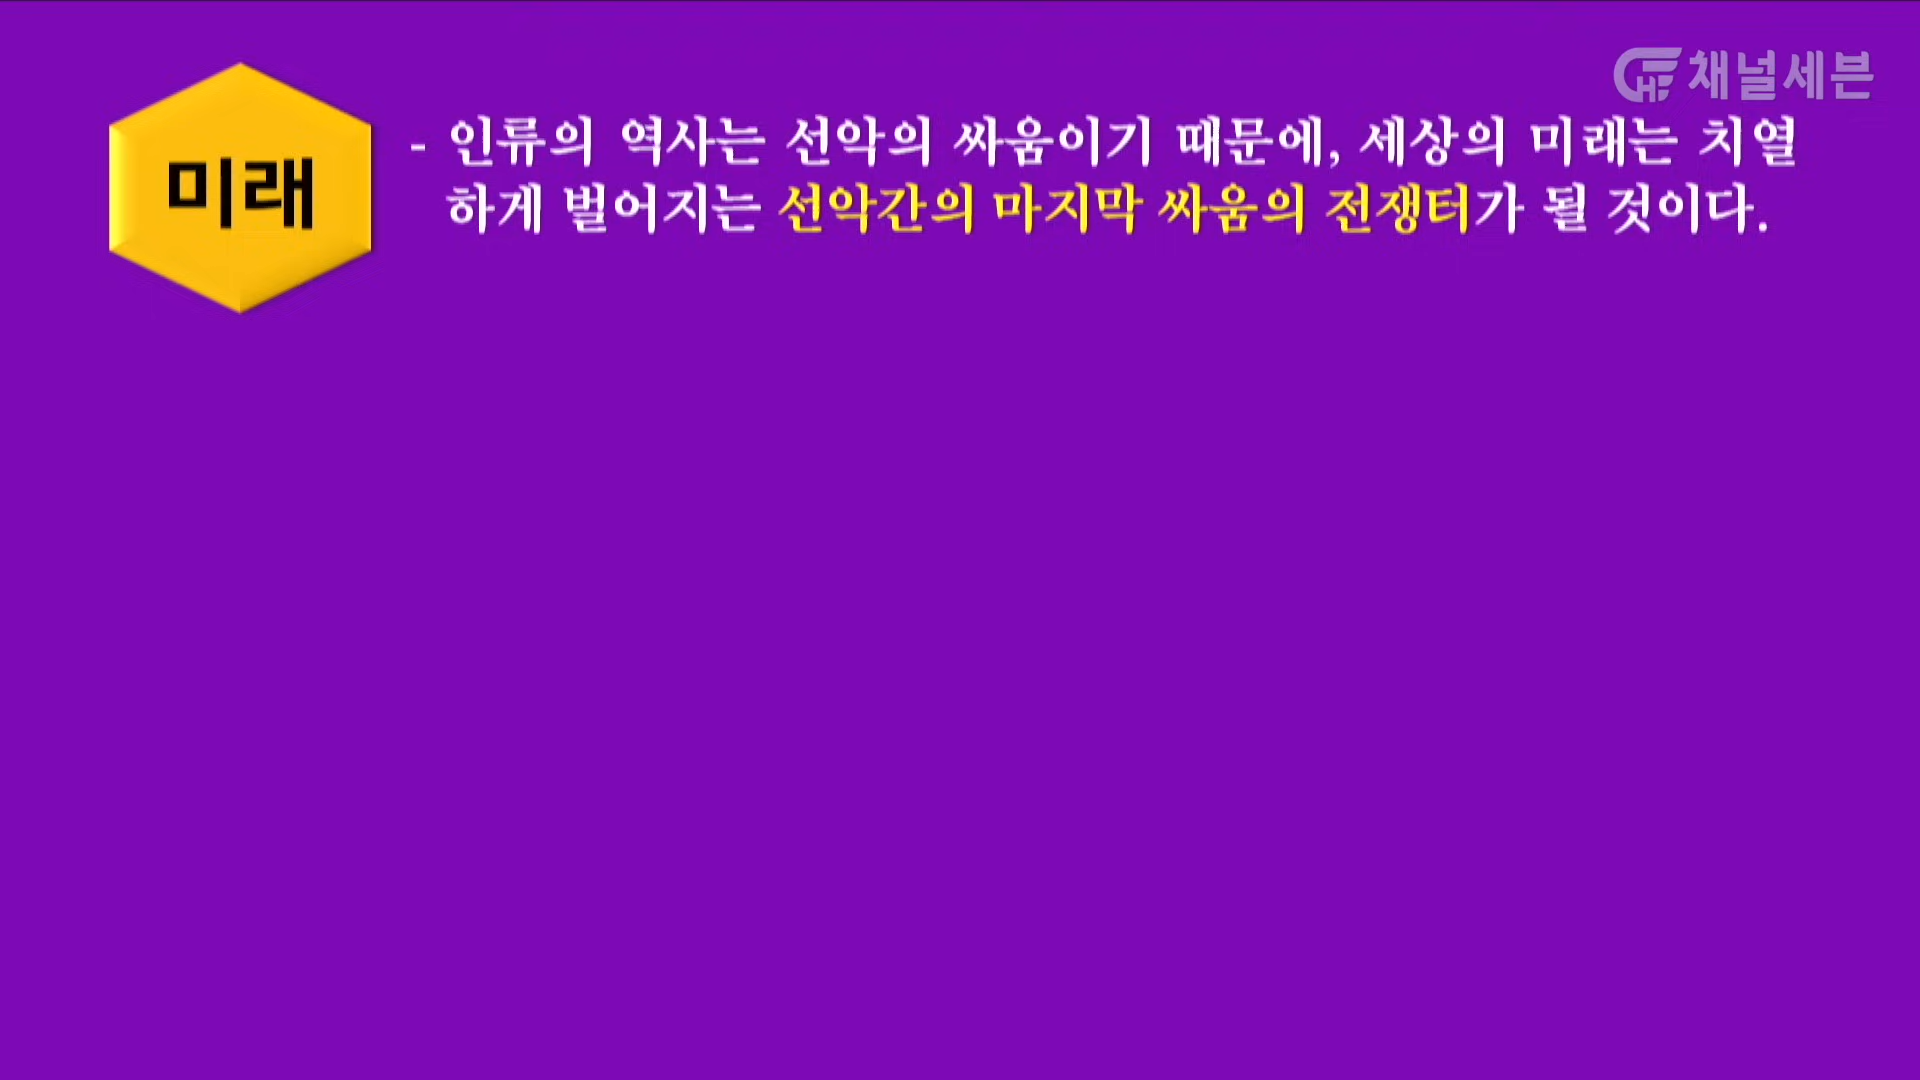 채널세븐
미래
- 인류의 역사는 선악의 싸움이기 때문에, 세상의 미래는 치열
하게 벌어지는 선악간의 마지막 싸움의 전쟁터가 될 것이다.